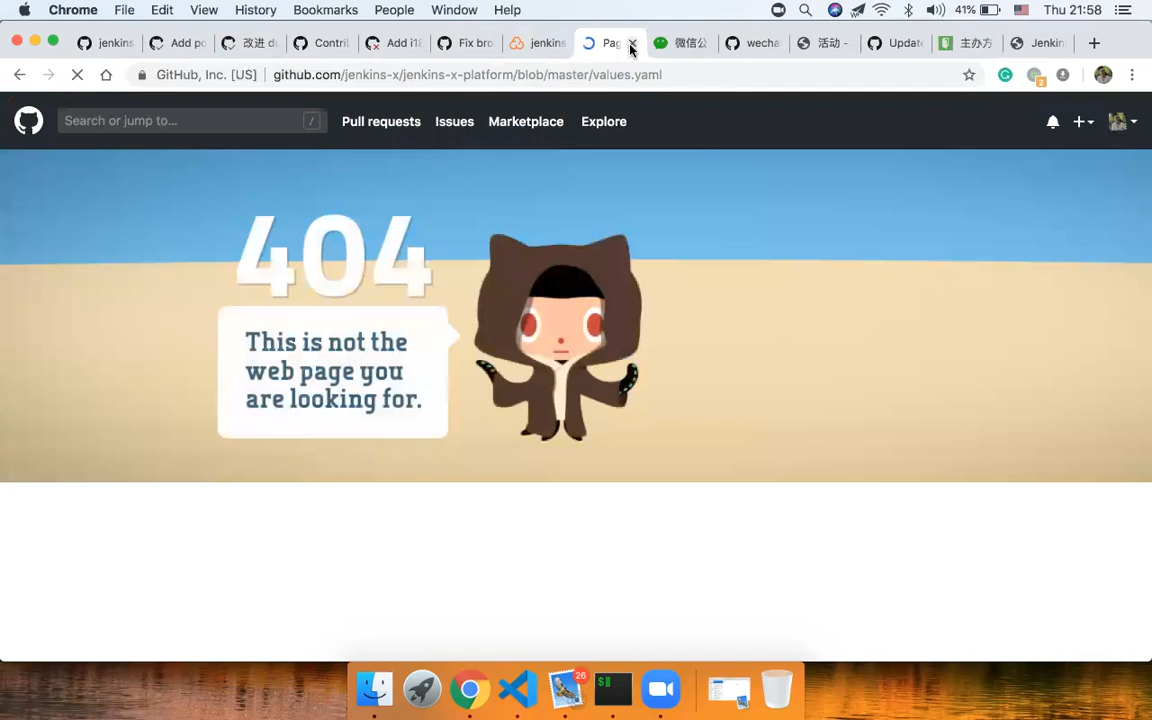 Chrome File Edit View History Bookmarks People Window Help 41% Thu 21:58
jenkins Add po 改进 d Contri Add i18 Fix bro jenkins Pag 微信公 wecha 活动 - Update 主办方 Jenkin
GitHub, Inc. [US] github.com/jenkins-x/jenkins-x-platform/blob/master/values.yaml 2
Search or jump to... / Pull requests Issues Marketplace Explore
404
This is not the
web page you
are looking for.
26
$